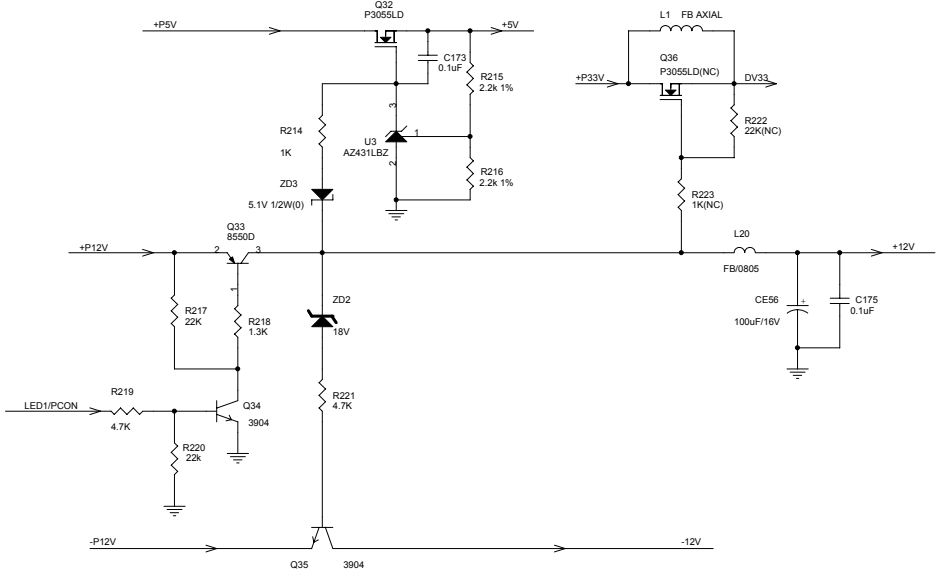 Q32
P3055LD
+P5V
+5V
C173
0.1uF
R215
2.2k 1%
L1 FB AXIAL
Q36
P3055LD(NC)
+P33V
DV33
R222
22K(NC)
R214
1K
3
U3
1
AZ431LBZ
2
R216
2.2k 1%
ZD3
5.1V 1/2W(0)
R223
1K(NC)
Q33
8550D
+P12V
2
3
1
L20
FB/0805
+12V
R217
22K
R218
1.3K
ZD2
18V
CE56
+
100uF/16V
C175
0.1uF
R219
LED1/PCON
4.7K
Q34
3904
R221
4.7K
R220
22k
-P12V
-12V
Q35
3904